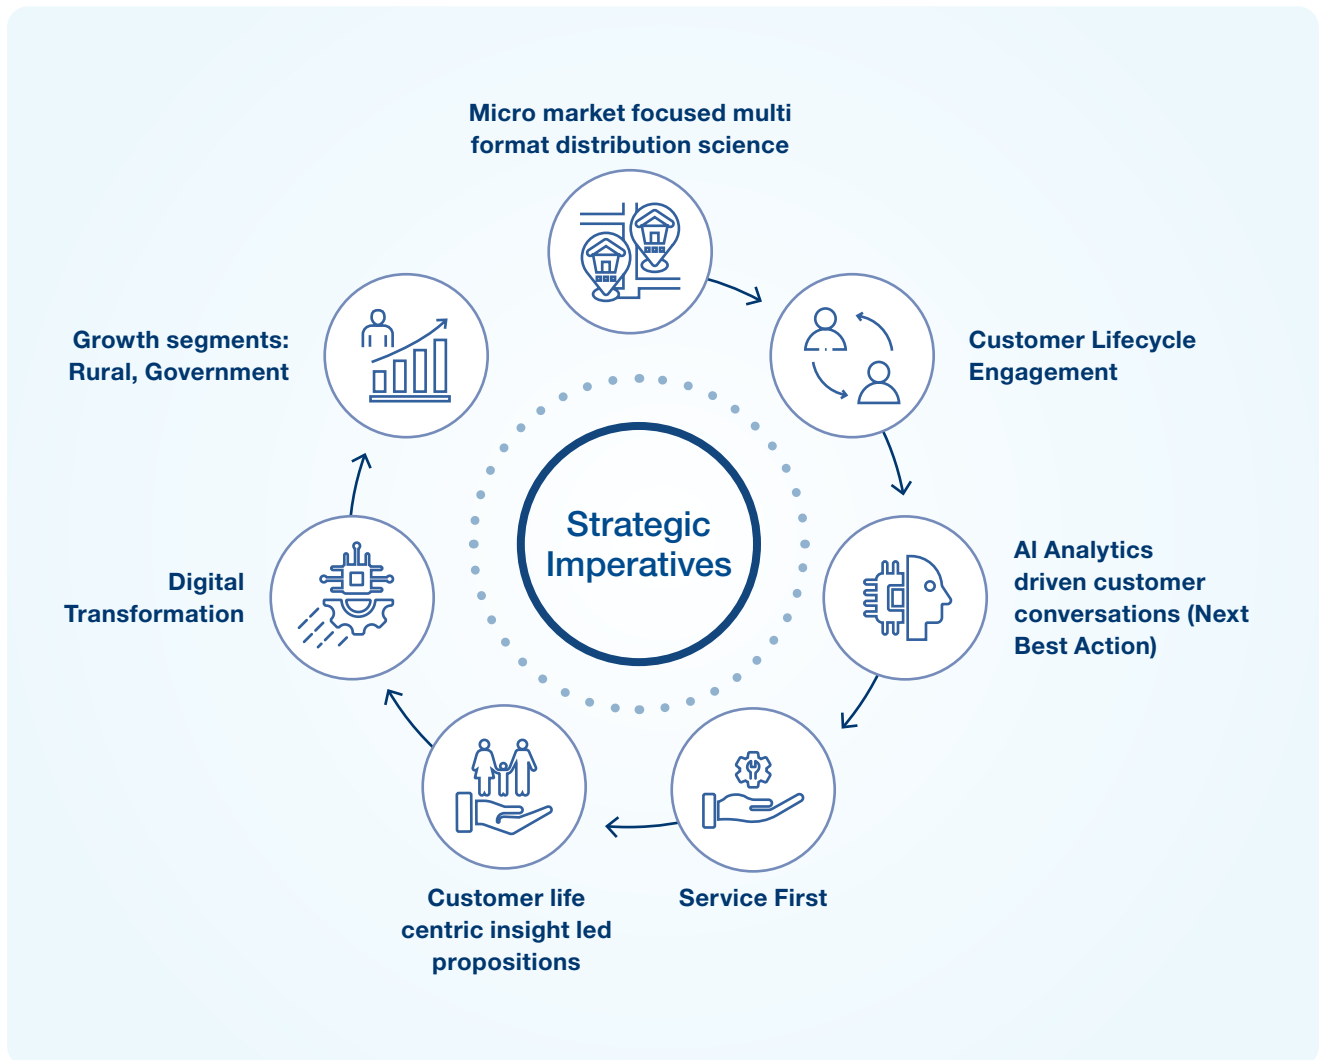 Micro market focused multi
format distribution science
Customer Lifecycle
Engagement
AI Analytics
driven customer
conversations (Next
Best Action)
Service First
Customer life
centric insight led
propositions
Digital
Transformation
Growth segments:
Rural, Government
Strategic
Imperatives